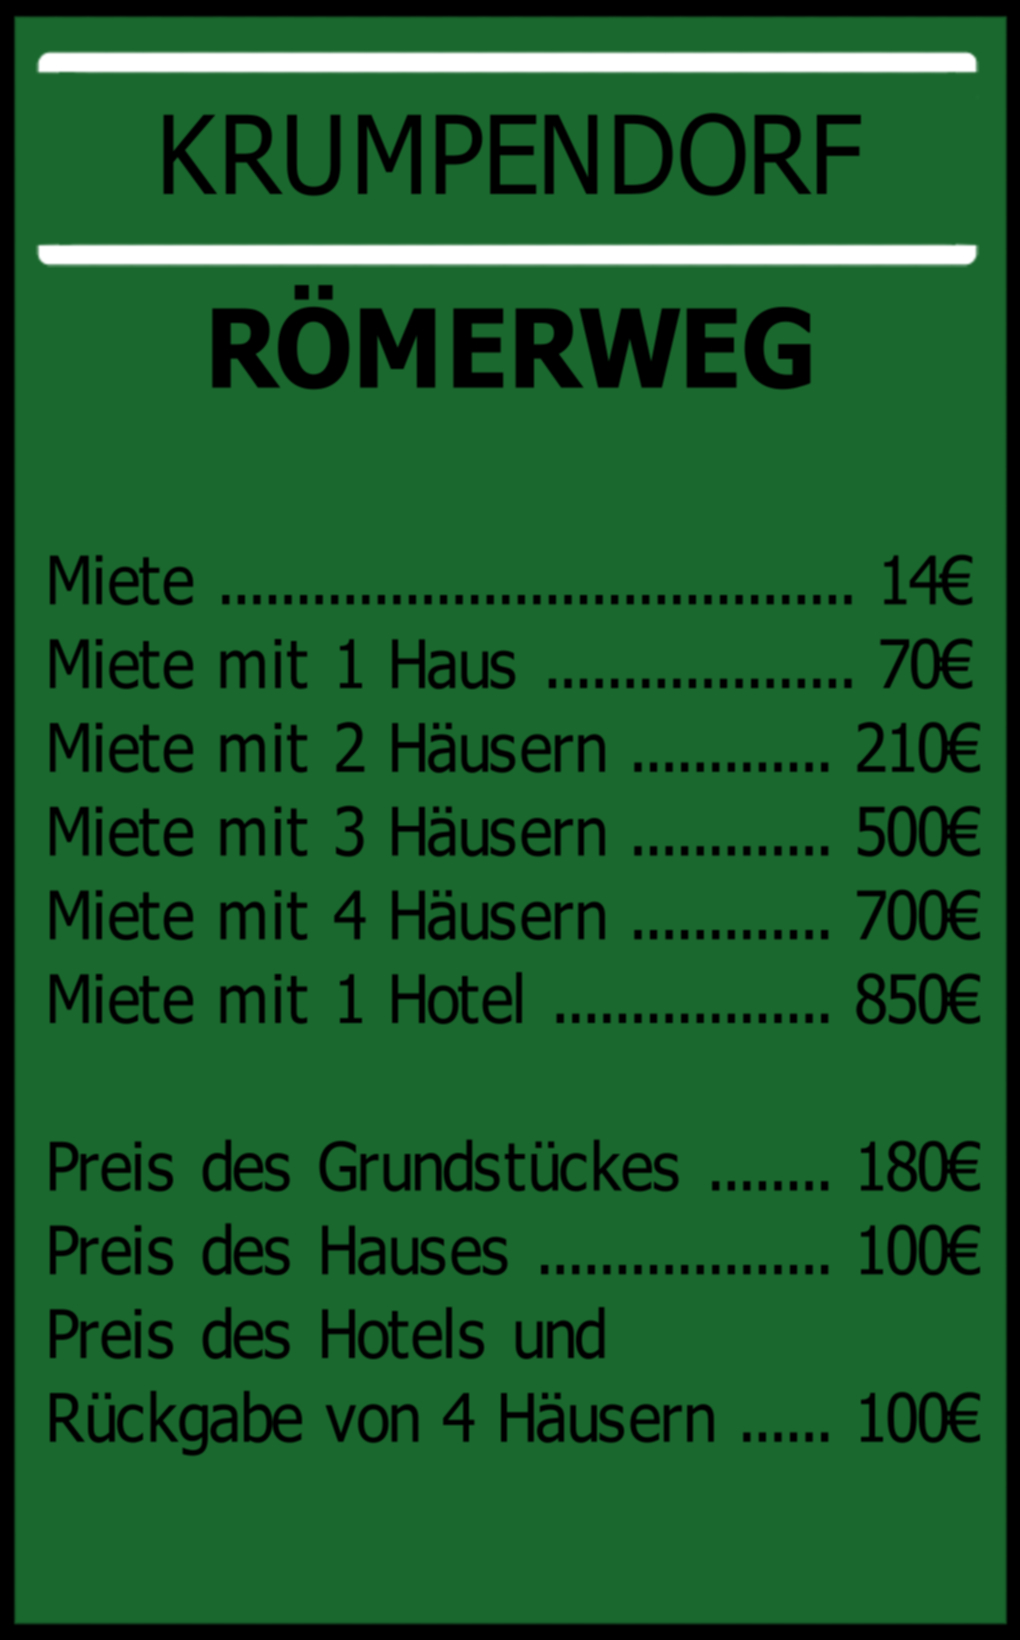 KRUMPENDORF
RÖMERWEG
Miete ......................................... 14€
Miete mit 1 Haus .................... 70€
Miete mit 2 Häusern ............. 210€
Miete mit 3 Häusern ............. 500€
Miete mit 4 Häusern ............. 700€
Miete mit 1 Hotel .................. 850€
Preis des Grundstückes ........ 180€
Preis des Hauses ................... 100€
Preis des Hotels und
Rückgabe von 4 Häusern ...... 100€